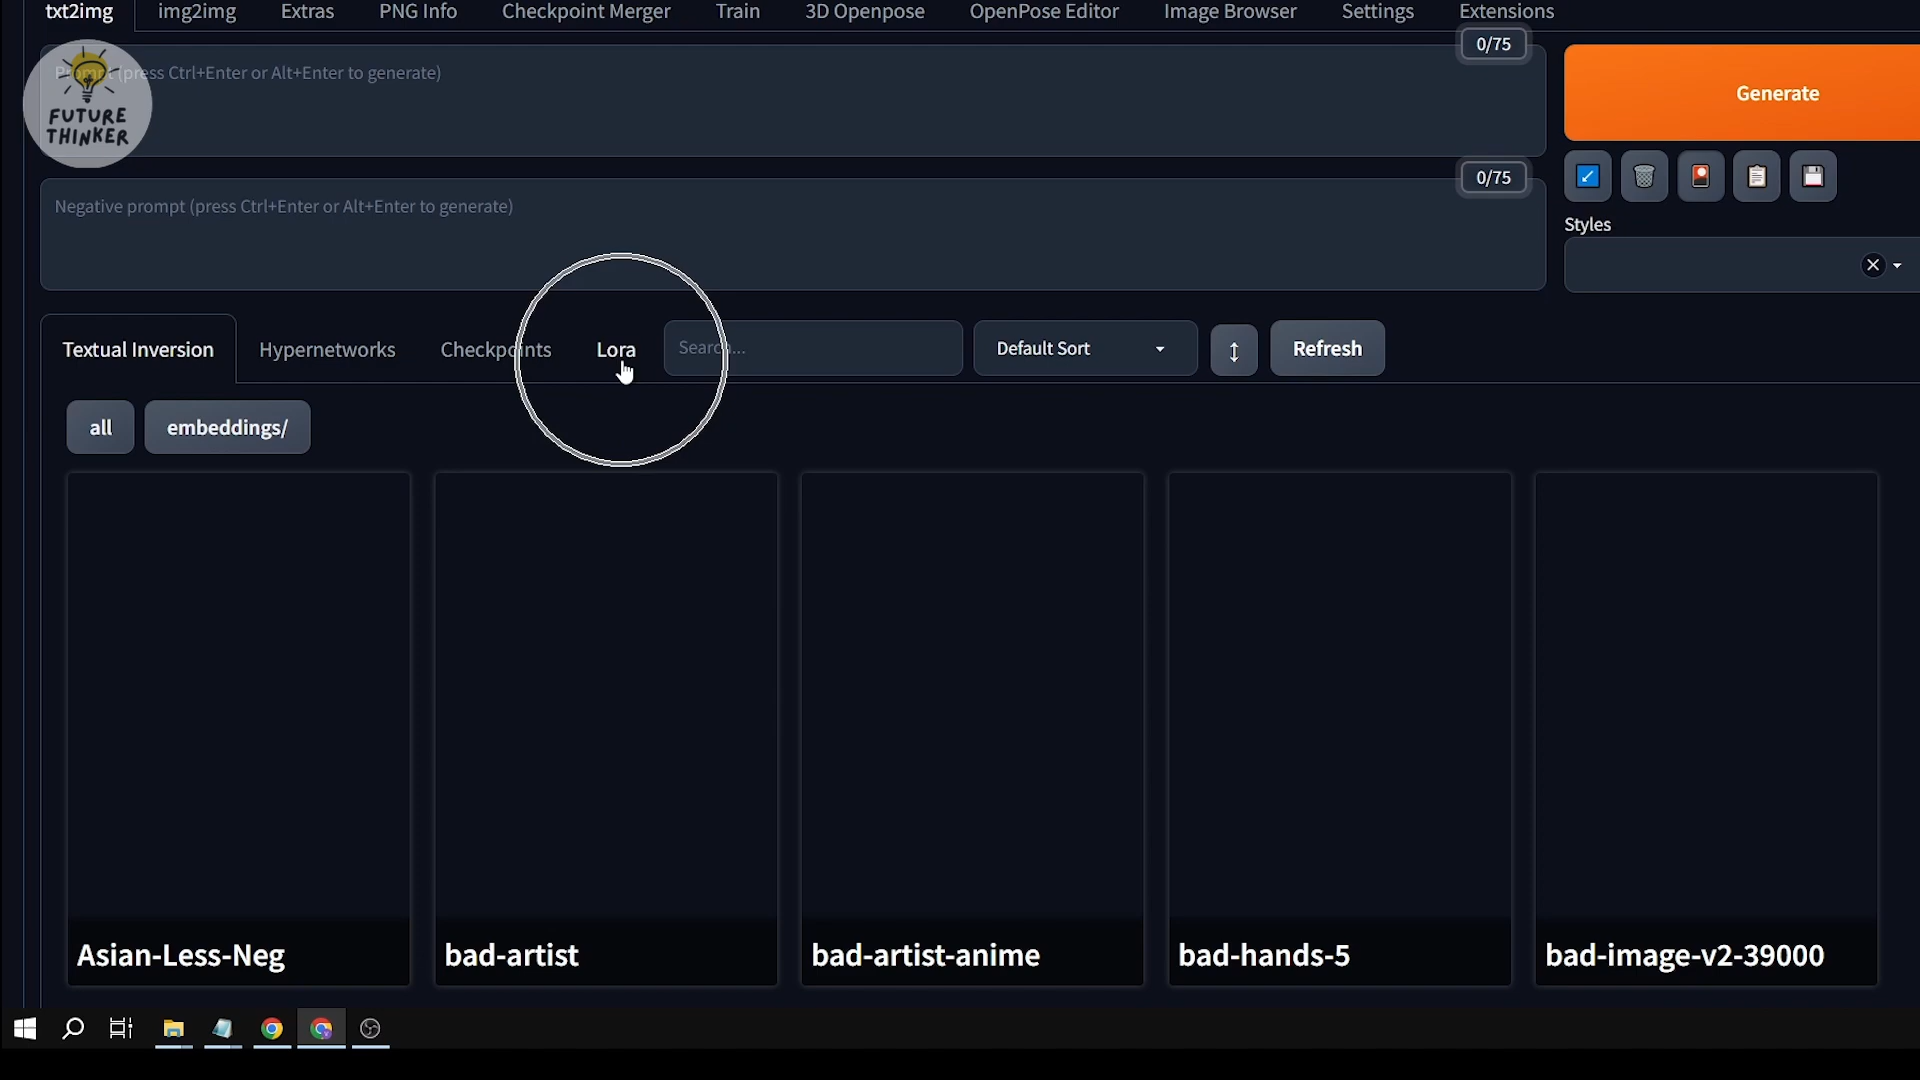 txt2img img2img Extras PNG Info Checkpoint Merger Train 3D Openpose OpenPose Editor Image Browser Settings Extensions
0/75
Prompt (press Ctrl+Enter or Alt+Enter to generate)
Generate
FUTURE
THINKER
0/75
Negative prompt (press Ctrl+Enter or Alt+Enter to generate)
Styles
Textual Inversion Hypernetworks Checkpoints Lora Search... Default Sort Refresh
all embeddings/
Asian-Less-Neg bad-artist bad-artist-anime bad-hands-5 bad-image-v2-39000